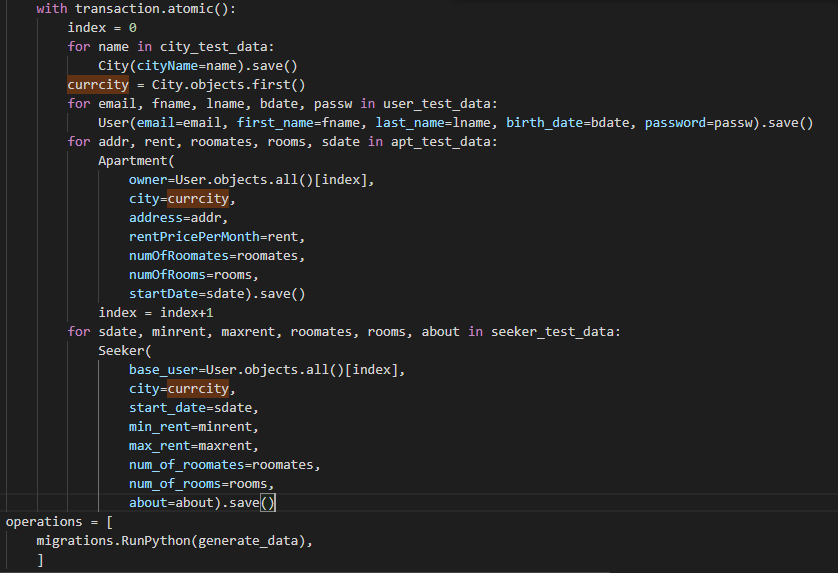 with transaction.atomic():
index = 0
for name in city_test_data:
City(cityName=name).save()
currcity = City.objects.first()
for email, fname, lname, bdate, passw in user_test_data:
User(email=email, first_name=fname, last_name=lname, birth_date=bdate, password=passw).save()
for addr, rent, roomates, rooms, sdate in apt_test_data:
Apartment(
owner=User.objects.all()[index],
city=currcity,
address=addr,
rentPricePerMonth=rent,
numOfRoomates=roomates,
numOfRooms=rooms,
startDate=sdate).save()
index = index+1
for sdate, minrent, maxrent, roomates, rooms, about in seeker_test_data:
Seeker(
base_user=User.objects.all()[index],
city=currcity,
start_date=sdate,
min_rent=minrent,
max_rent=maxrent,
num_of_roomates=roomates,
num_of_rooms=rooms,
about=about).save()
operations = [
migrations.RunPython(generate_data),
]